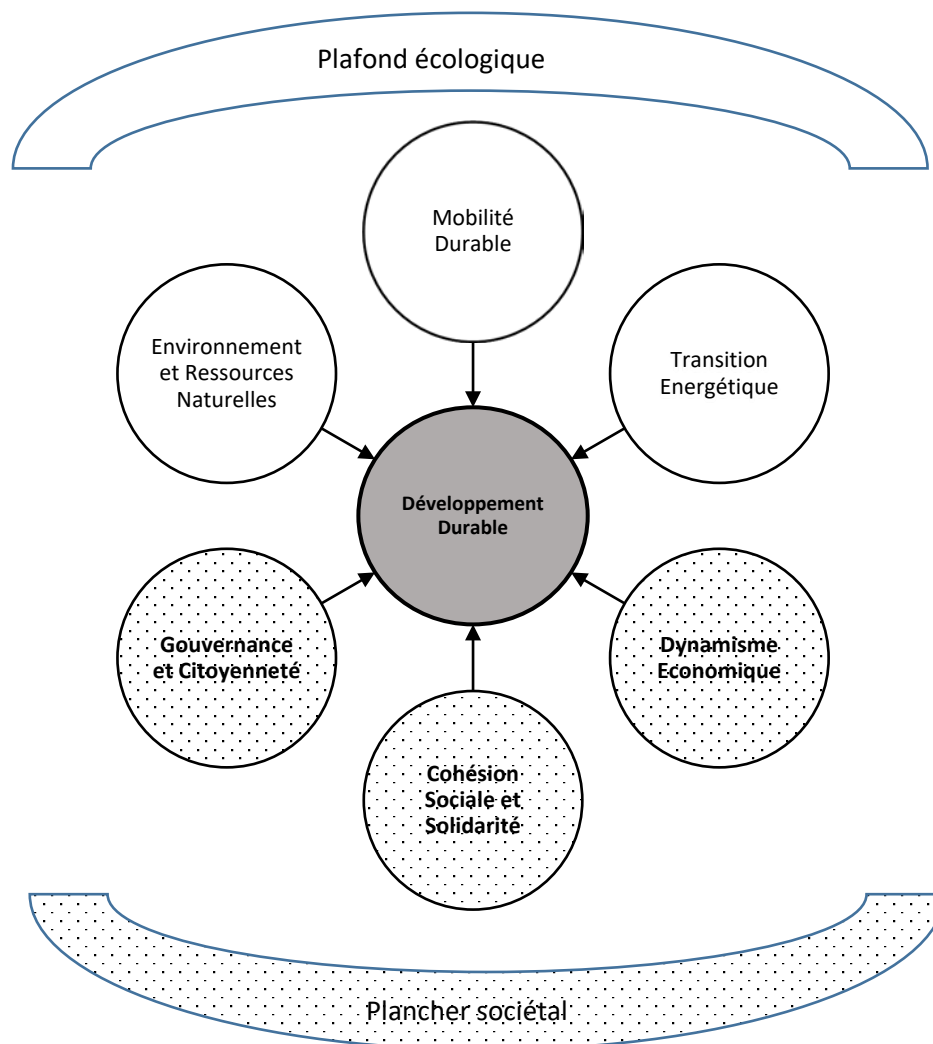 Plafond écologique
Mobilité
Durable
Environnement
et Ressources
Naturelles
Transition
Energétique
Développement
Durable
Gouvernance
et Citoyenneté
Dynamisme
Economique
Cohésion
Sociale et
Solidarité
Plancher sociétal